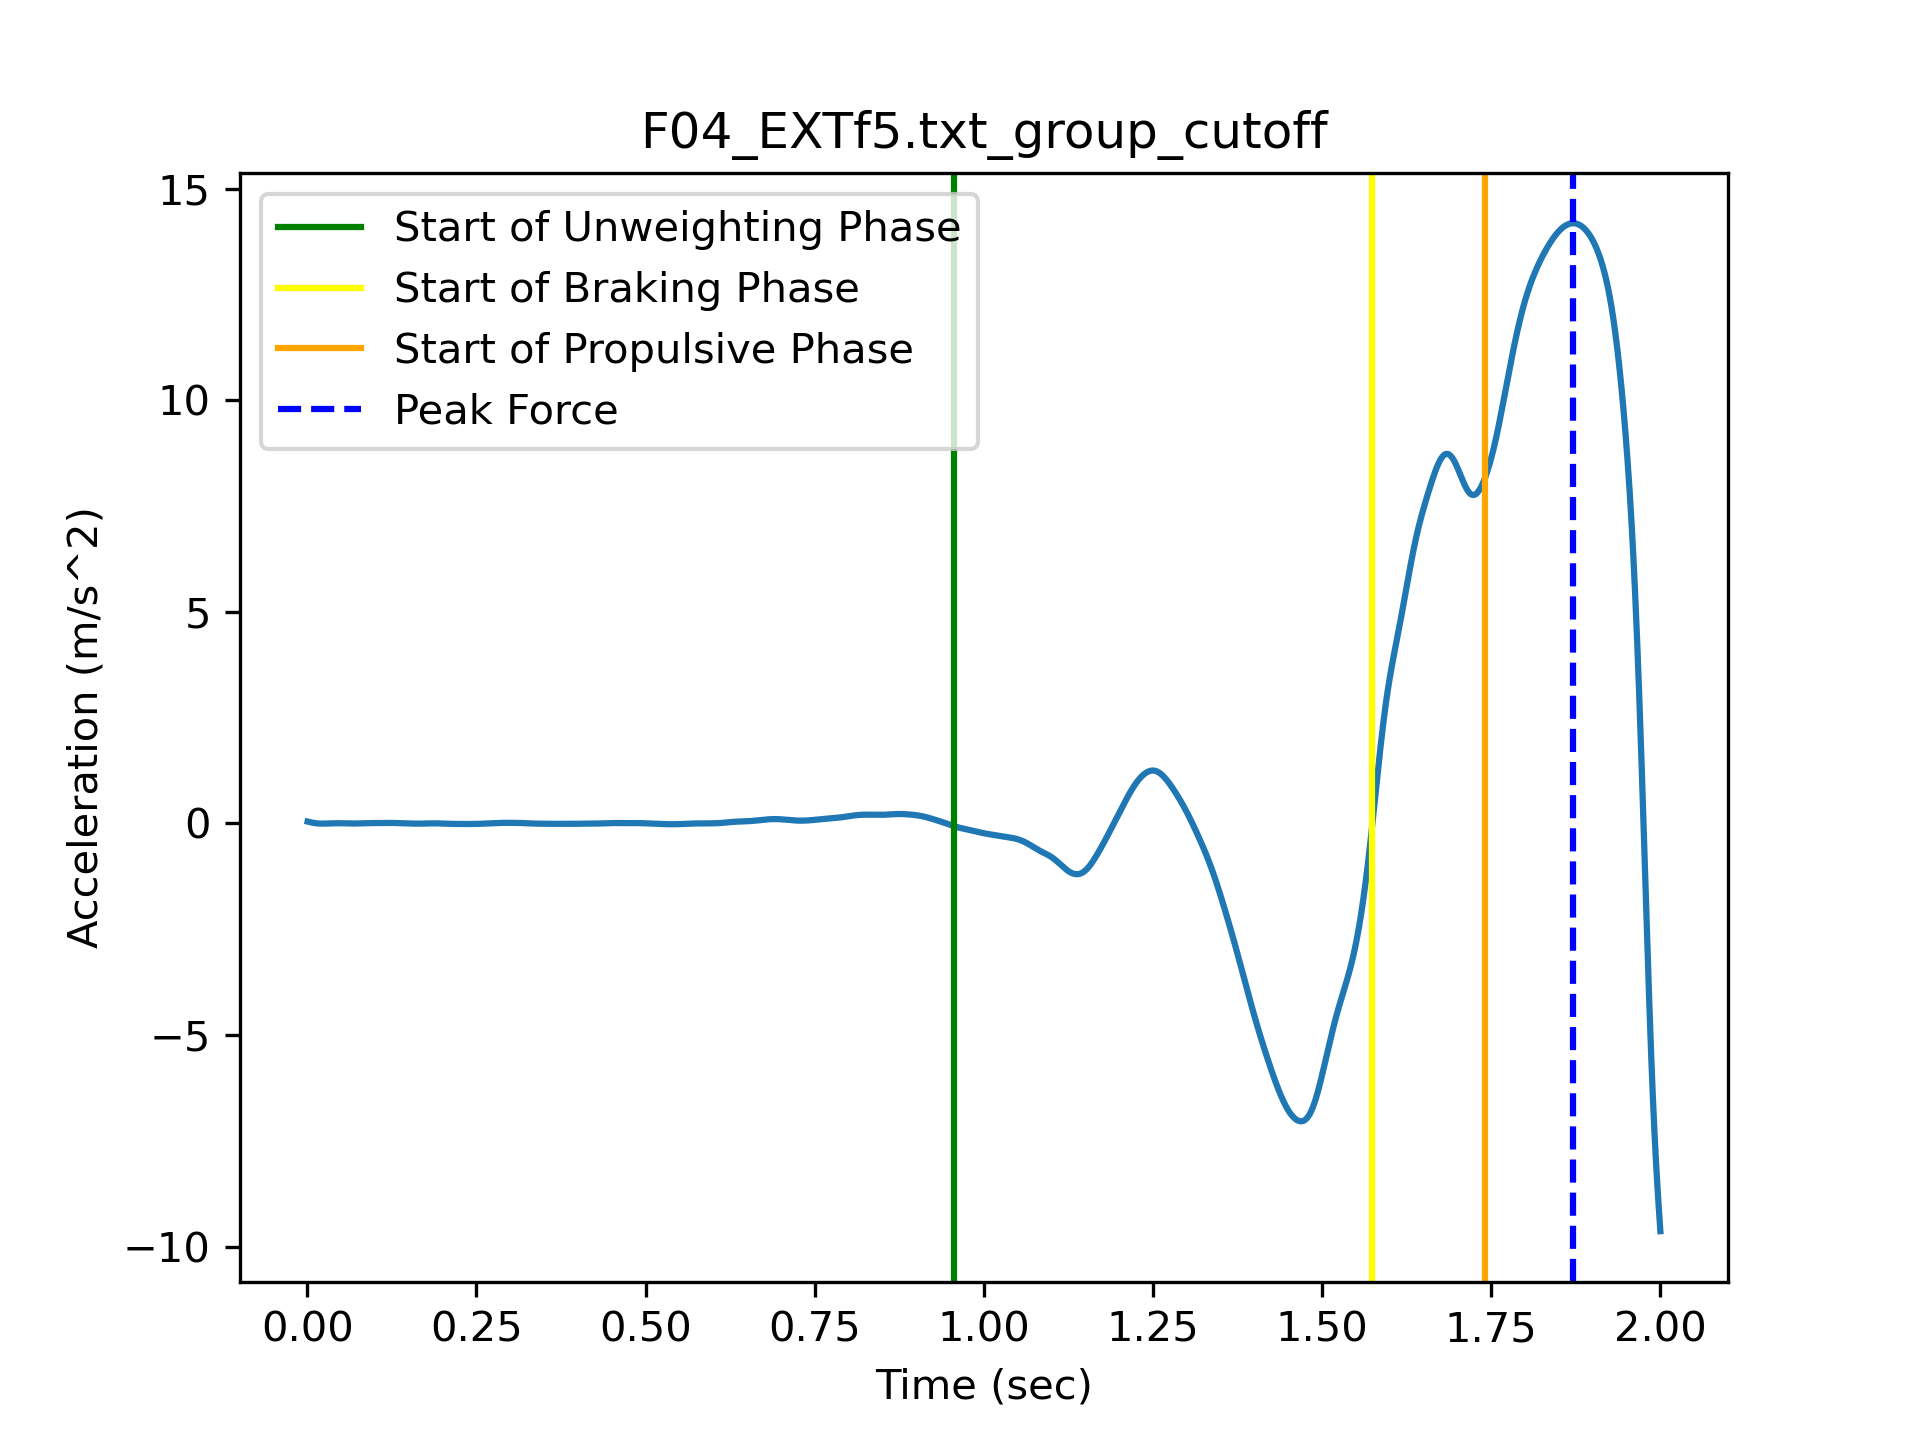 F04_EXTf5.txt_group_cutoff
Start of Unweighting Phase
Start of Braking Phase
Start of Propulsive Phase
Peak Force
Acceleration (m/s^2)
15
10
5
0
−5
−10
0.00 0.25 0.50 0.75 1.00 1.25 1.50 1.75 2.00
Time (sec)